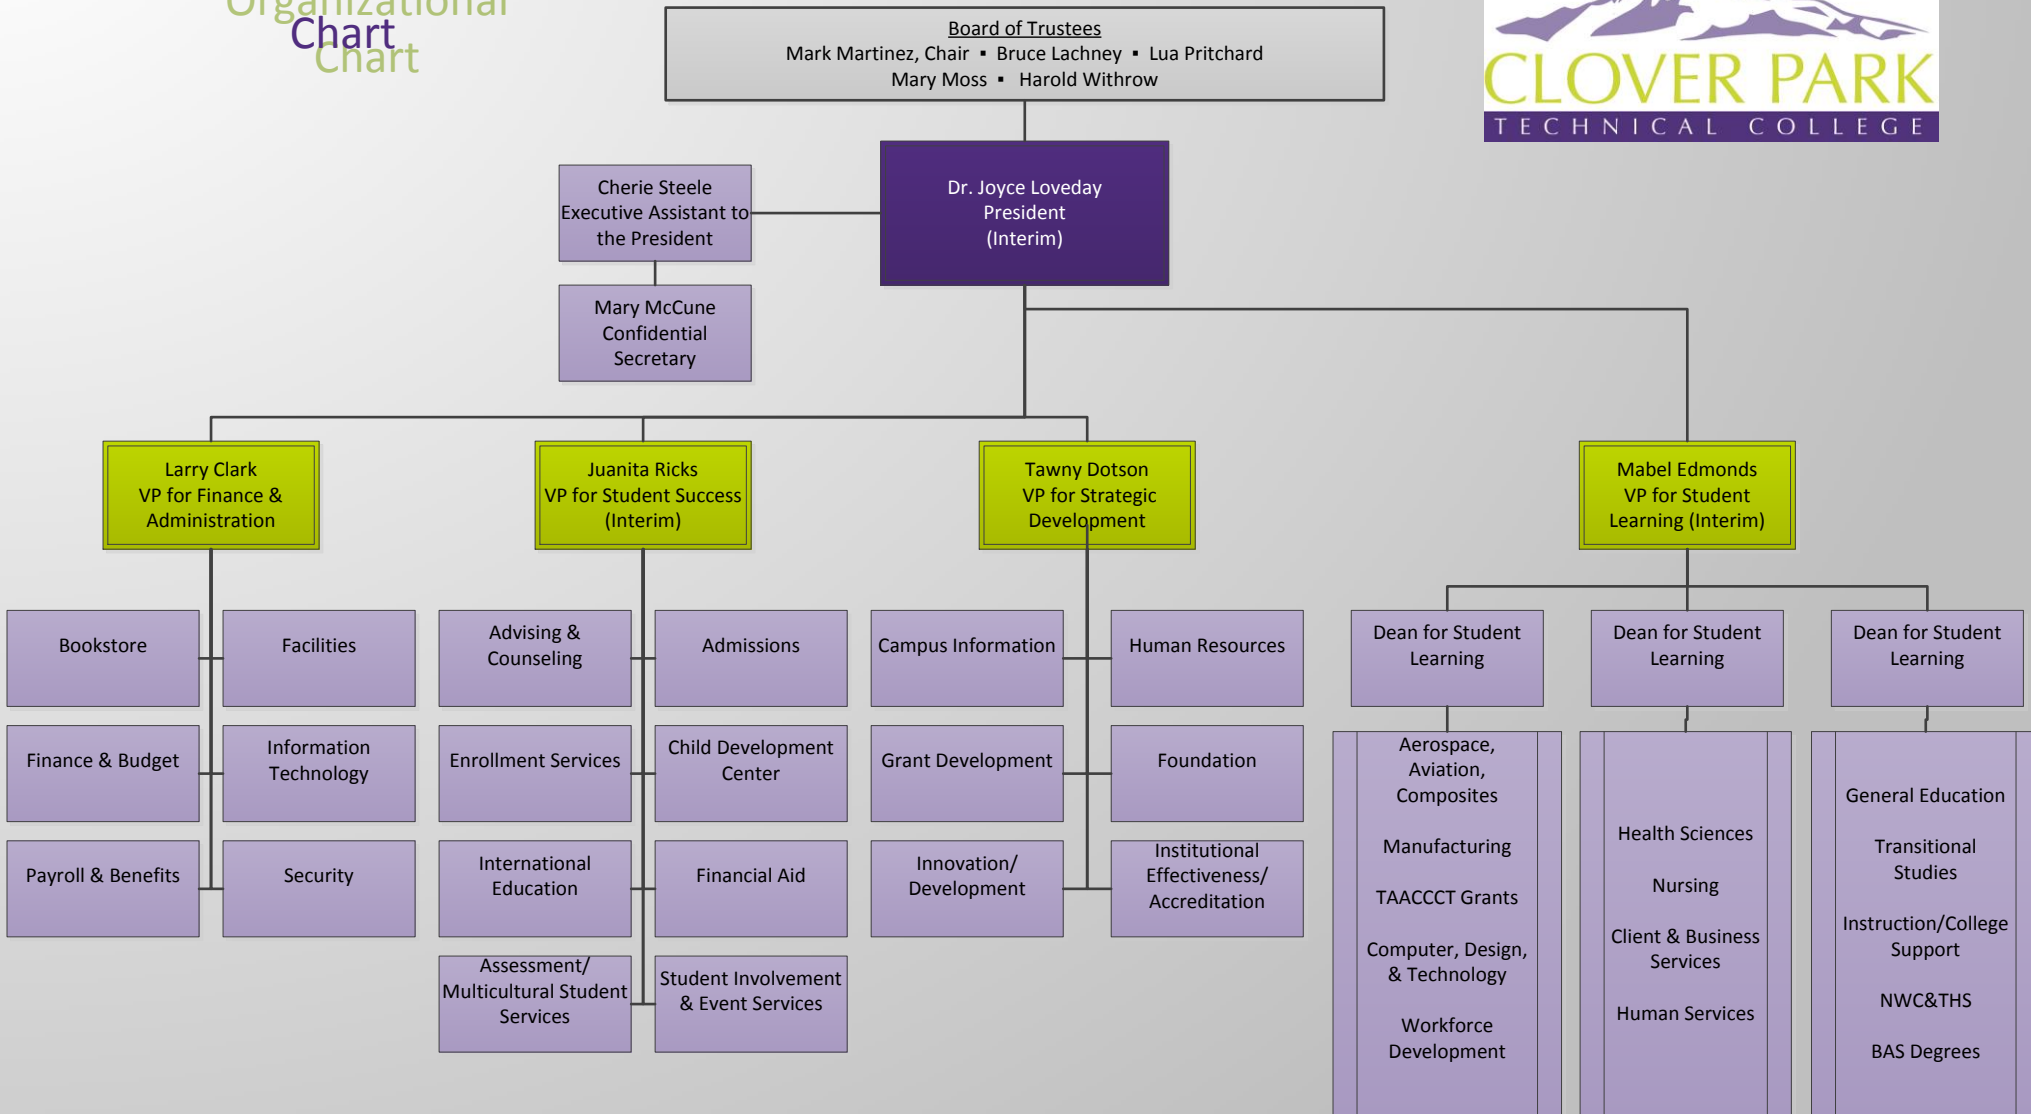 Organizational
Chart
Chart
Board of Trustees
Mark Martinez, Chair ▪ Bruce Lachney ▪ Lua Pritchard
Mary Moss ▪ Harold Withrow
CLOVER PARK
TECHNICAL COLLEGE
Cherie Steele
Executive Assistant to
the President
Dr. Joyce Loveday
President
(Interim)
Mary McCune
Confidential
Secretary
Larry Clark
VP for Finance &
Administration
Juanita Ricks
VP for Student Success
(Interim)
Tawny Dotson
VP for Strategic
Development
Mabel Edmonds
VP for Student
Learning (Interim)
Bookstore
Facilities
Finance & Budget
Information
Technology
Payroll & Benefits
Security
Advising &
Counseling
Admissions
Enrollment Services
Child Development
Center
International
Education
Financial Aid
Assessment/
Multicultural Student
Services
Student Involvement
& Event Services
Campus Information
Human Resources
Grant Development
Foundation
Innovation/
Development
Institutional
Effectiveness/
Accreditation
Dean for Student
Learning
Aerospace,
Aviation,
Composites
Manufacturing
TAACCCT Grants
Computer, Design,
& Technology
Workforce
Development
Dean for Student
Learning
Health Sciences
Nursing
Client & Business
Services
Human Services
Dean for Student
Learning
General Education
Transitional
Studies
Instruction/College
Support
NWC&THS
BAS Degrees